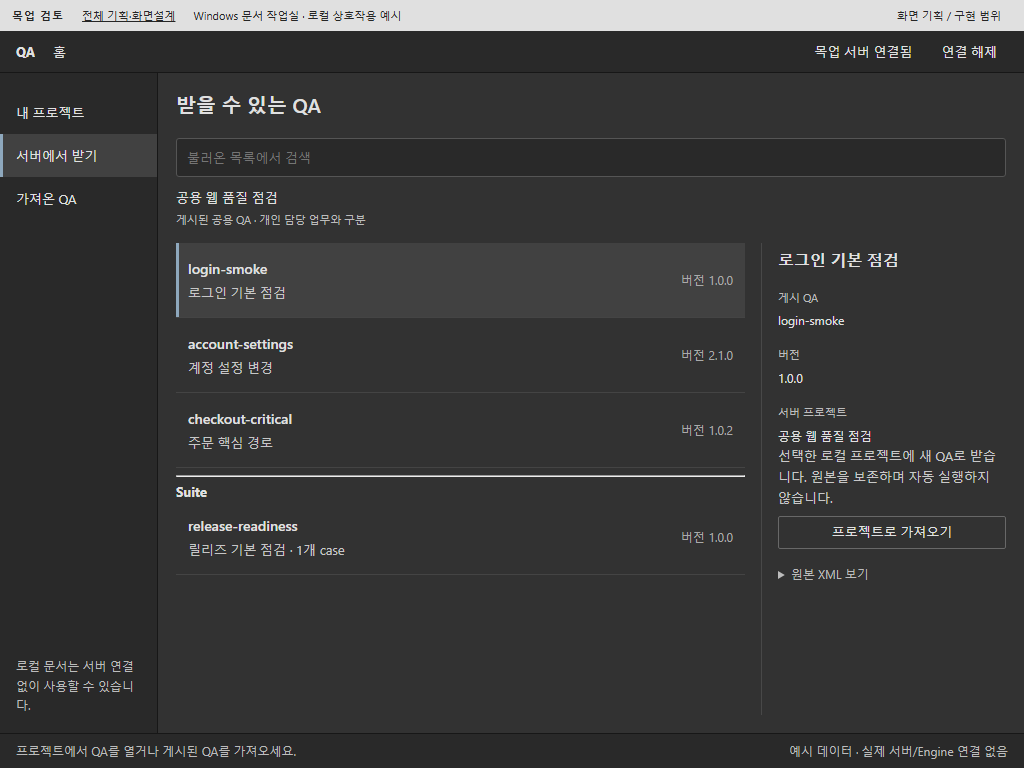 목업 검토 전체 기획·화면설계 Windows 문서 작업실 · 로컬 상호작용 예시 화면 기획 / 구현 범위
QA 홈 목업 서버 연결됨 연결 해제
내 프로젝트
서버에서 받기
가져온 QA
로컬 문서는 서버 연결
없이 사용할 수 있습니
다.
받을 수 있는 QA
불러온 목록에서 검색
공용 웹 품질 점검
게시된 공용 QA · 개인 담당 업무와 구분
login-smoke
로그인 기본 점검
버전 1.0.0
account-settings
계정 설정 변경
버전 2.1.0
checkout-critical
주문 핵심 경로
버전 1.0.2
Suite
release-readiness
릴리즈 기본 점검 · 1개 case
버전 1.0.0
로그인 기본 점검
게시 QA
login-smoke
버전
1.0.0
서버 프로젝트
공용 웹 품질 점검
선택한 로컬 프로젝트에 새 QA로 받습
니다. 원본을 보존하며 자동 실행하지
않습니다.
프로젝트로 가져오기
원본 XML 보기
프로젝트에서 QA를 열거나 게시된 QA를 가져오세요. 예시 데이터 · 실제 서버/Engine 연결 없음